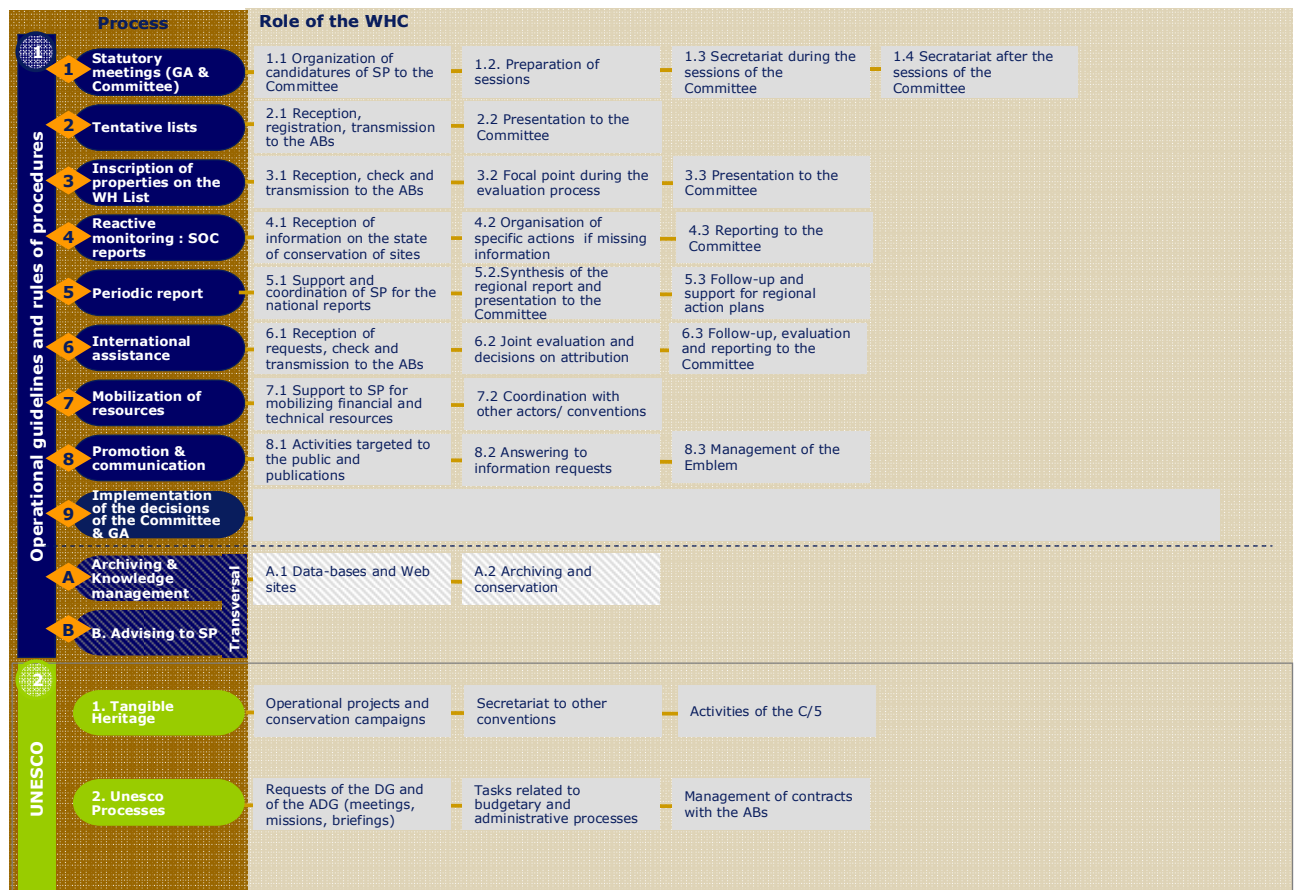 Process
Role of the WHC
1
Operational guidelines and rules of procedures
1
Statutory
meetings (GA &
Committee)
1.1 Organization of
candidatures of SP to the
Committee
1.2. Preparation of
sessions
1.3 Secretariat during the
sessions of the
Committee
1.4 Secratariat after the
sessions of the
Committee
2
Tentative lists
2.1 Reception,
registration, transmission
to the ABs
2.2 Presentation to the
Committee
3
Inscription of
properties on the
WH List
3.1 Reception, check and
transmission to the ABs
3.2 Focal point during the
evaluation process
3.3 Presentation to the
Committee
4
Reactive
monitoring : SOC
reports
4.1 Reception of
information on the state
of conservation of sites
4.2 Organisation of
specific actions if missing
information
4.3 Reporting to the
Committee
5
Periodic report
5.1 Support and
coordination of SP for the
national reports
5.2.Synthesis of the
regional report and
presentation to the
Committee
5.3 Follow-up and
support for regional
action plans
6
International
assistance
6.1 Reception of
requests, check and
transmission to the ABs
6.2 Joint evaluation and
decisions on attribution
6.3 Follow-up, evaluation
and reporting to the
Committee
7
Mobilization of
resources
7.1 Support to SP for
mobilizing financial and
technical resources
7.2 Coordination with
other actors/ conventions
8
Promotion &
communication
8.1 Activities targeted to
the public and
publications
8.2 Answering to
information requests
8.3 Management of the
Emblem
9
Implementation
of the decisions
of the Committee
& GA
Transversal
A
Archiving &
Knowledge
management
A.1 Data-bases and Web
sites
A.2 Archiving and
conservation
B
B. Advising to SP
2
UNESCO
1. Tangible
Heritage
Operational projects and
conservation campaigns
Secretariat to other
conventions
Activities of the C/5
2. Unesco
Processes
Requests of the DG and
of the ADG (meetings,
missions, briefings)
Tasks related to
budgetary and
administrative processes
Management of contracts
with the ABs